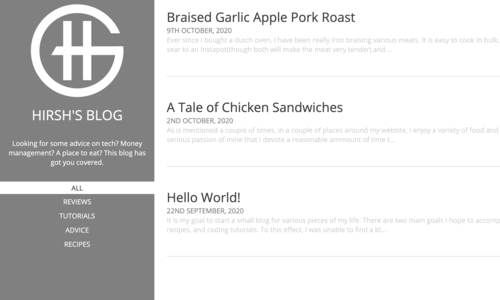 HIRSH'S BLOG
Looking for some advice on tech? Money
management? A place to eat? This blog has
got you covered.
ALL
REVIEWS
TUTORIALS
ADVICE
RECIPES
Braised Garlic Apple Pork Roast
9TH OCTOBER, 2020
Ever since I bought a dutch oven, I have been really into braising various meats. It is easy to cook in bulk,
sear to an Instapot(though both will make the meat very tender) and ...
A Tale of Chicken Sandwiches
2ND OCTOBER, 2020
As is mentioned a couple of times, in a couple of places around my website, I enjoy a variety of food and
serious passion of mine that I devote a reasonable ammount of time t...
Hello World!
22ND SEPTEMBER, 2020
It is my goal to start a small blog for various pieces of my life. There are two main goals I hope to accomp
recipes, and coding tutorials. To this effect, I was unable to find a bl...